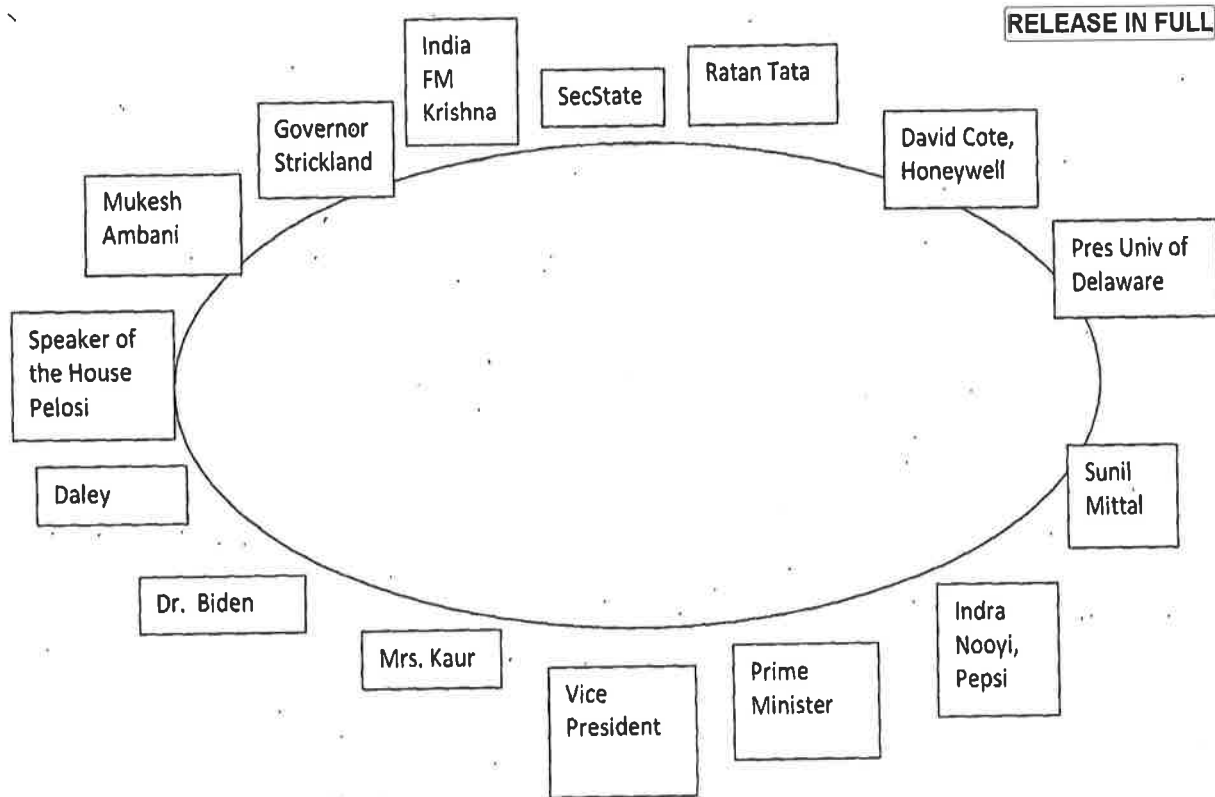 RELEASE IN FULL
India
FM
Krishna
SecState
Ratan Tata
Governor
Strickland
David Cote,
Honeywell
Mukesh
Ambani
Pres Univ of
Delaware
Speaker of
the House
Pelosi
Daley
Sunil
Mittal
Dr. Biden
Indra
Nooyi,
Pepsi
Mrs. Kaur
Vice
President
Prime
Minister